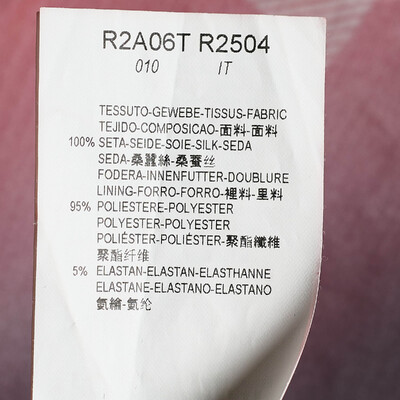 R2A06T R2504
010 IT
TESSUTO-GEWEBE-TISSUS-FABRIC
TEJIDO-COMPOSICAO-面料-面料
100% SETA-SEIDE-SOIE-SILK-SEDA
SEDA-桑蠶絲-桑蚕丝
FODERA-INNENFUTTER-DOUBLURE
LINING-FORRO-FORRO-裡料-里料
95% POLIESTERE-POLYESTER
POLYESTER-POLYESTER
POLIÉSTER-POLIÉSTER-聚酯纖維
聚酯纤维
5% ELASTAN-ELASTAN-ELASTHANNE
ELASTANE-ELASTANO-ELASTANO
氨綸-氨纶